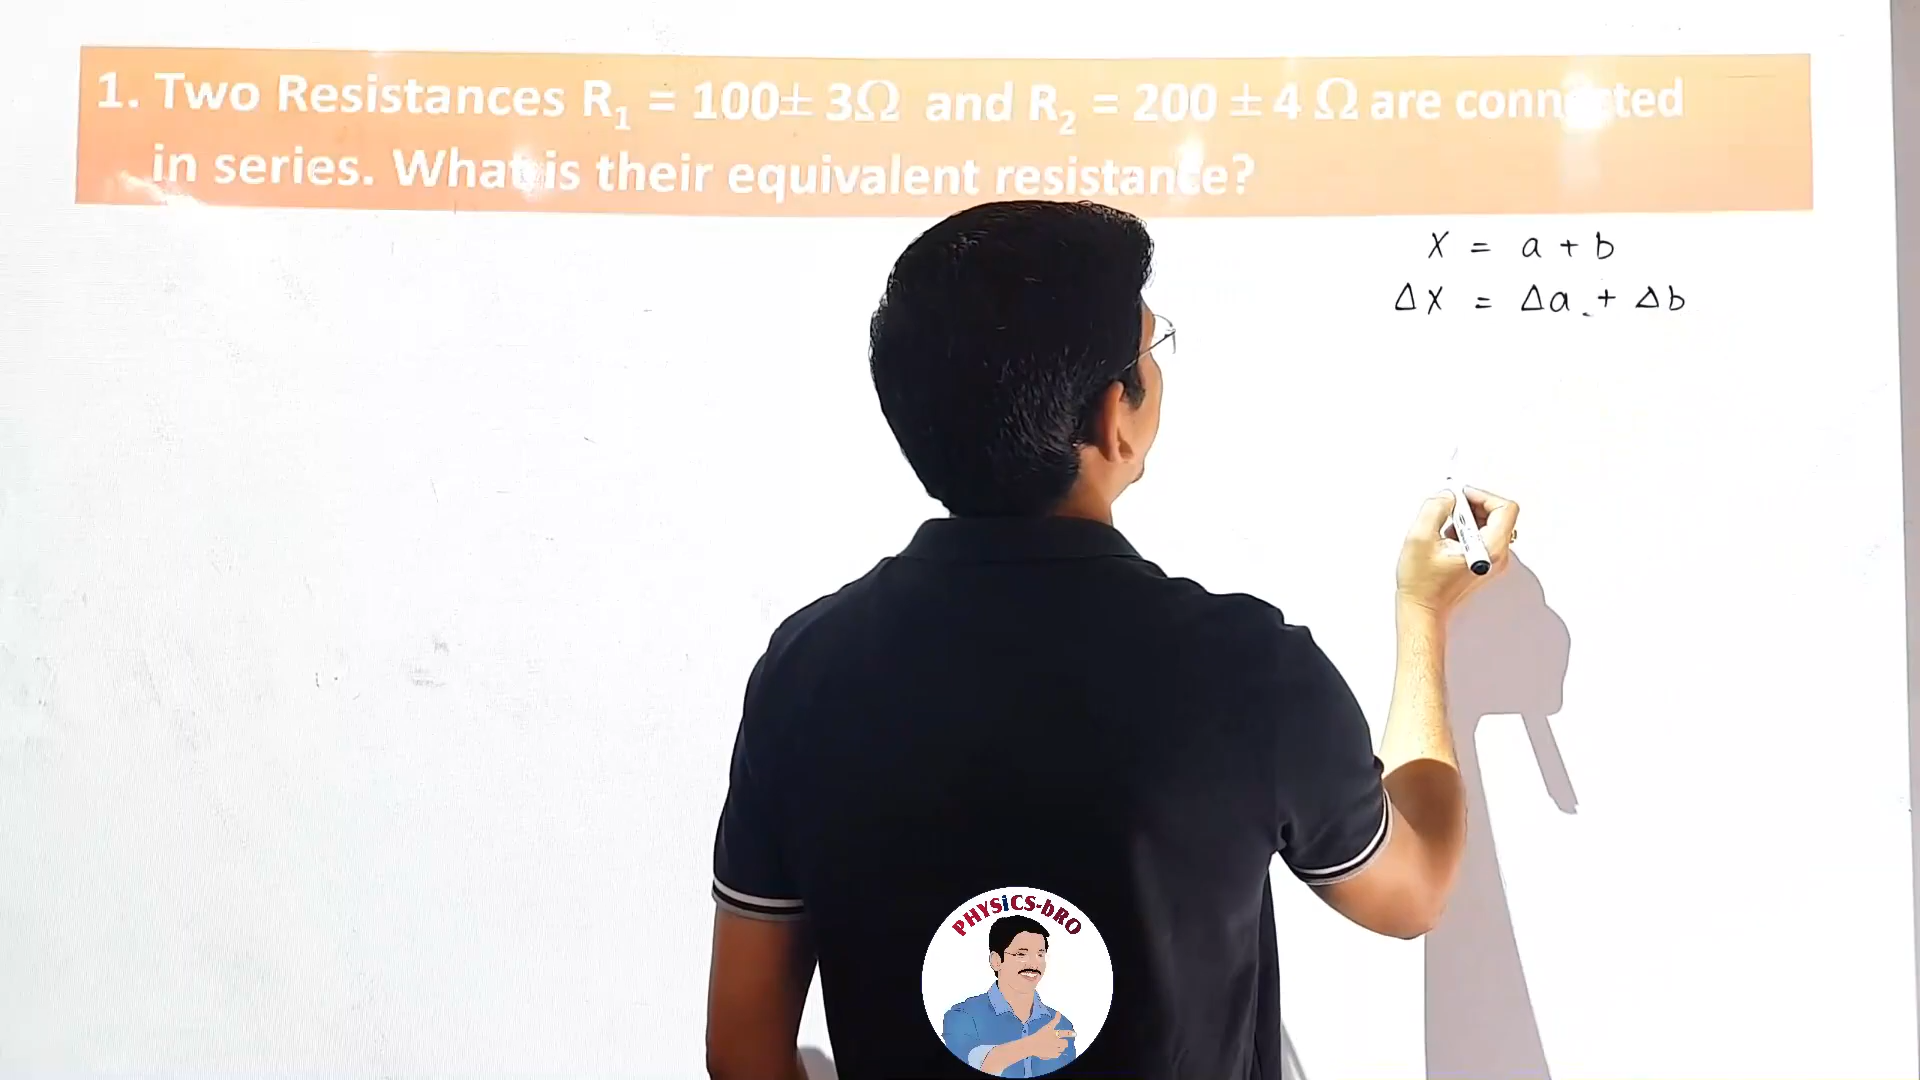 1. Two Resistances R₁ = 100± 3Ω and R₂ = 200 ± 4 Ω are connected
in series. What is their equivalent resistance?
X = a + b
ΔX = Δa + Δb
PHYSiCS-bRO